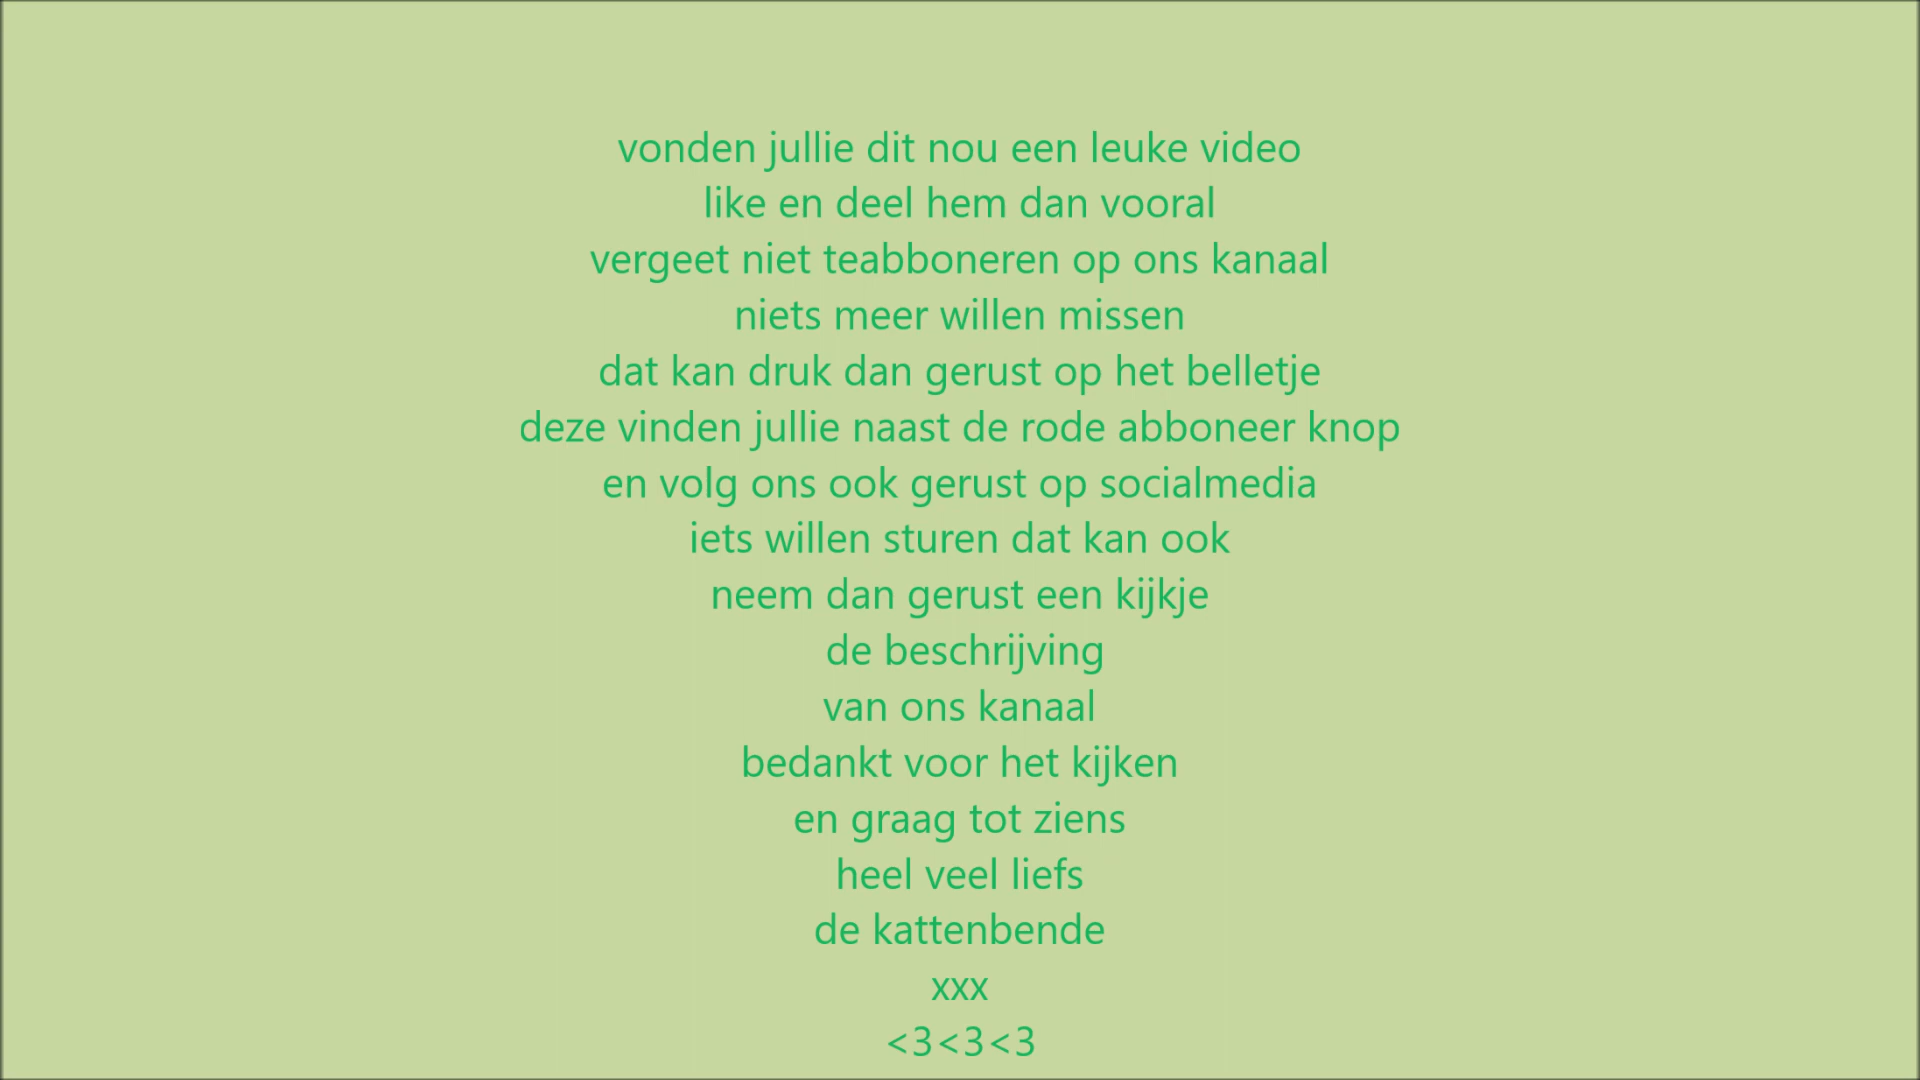 vonden jullie dit nou een leuke video
like en deel hem dan vooral
vergeet niet teabboneren op ons kanaal
niets meer willen missen
dat kan druk dan gerust op het belletje
deze vinden jullie naast de rode abboneer knop
en volg ons ook gerust op socialmedia
iets willen sturen dat kan ook
neem dan gerust een kijkje
de beschrijving
van ons kanaal
bedankt voor het kijken
en graag tot ziens
heel veel liefs
de kattenbende
xxx
<3<3<3